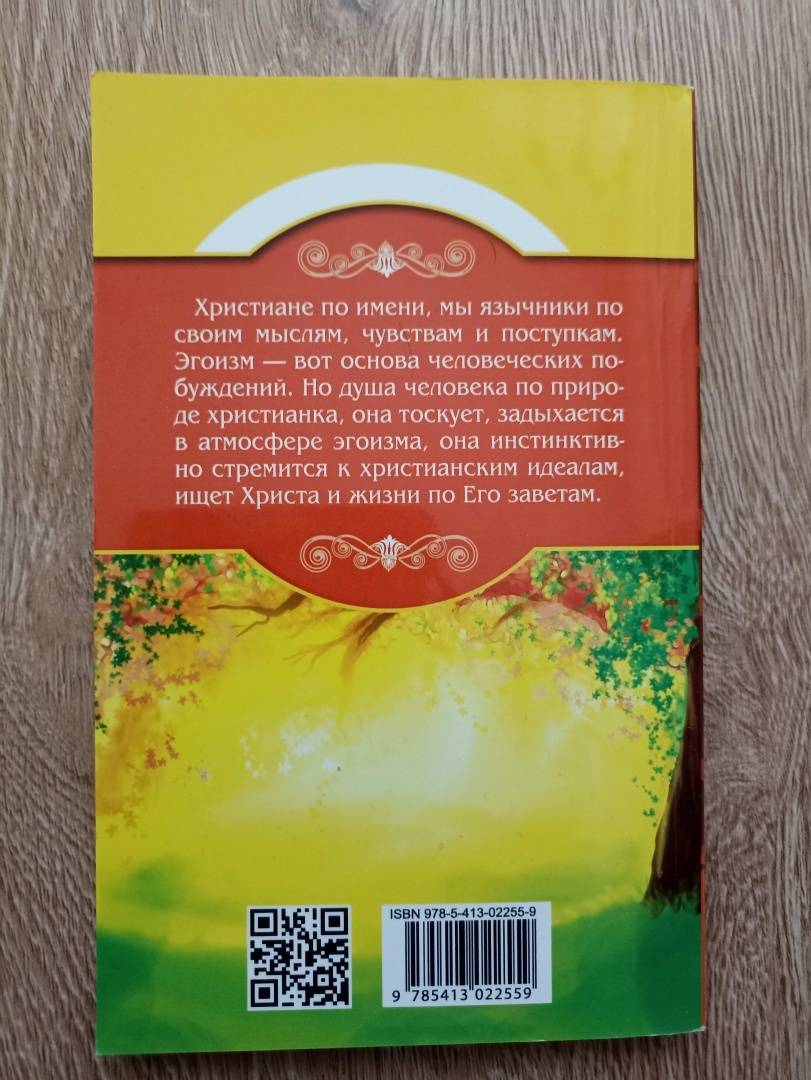 Христиане по имени, мы язычники по
своим мыслям, чувствам и поступкам.
Эгоизм — вот основа человеческих по-
буждений. Но душа человека по приро-
де христианка, она тоскует, задыхается
в атмосфере эгоизма, она инстинктив-
но стремится к христианским идеалам,
ищет Христа и жизни по Его заветам.
ISBN 978-5-413-02255-9
9 785413 022559